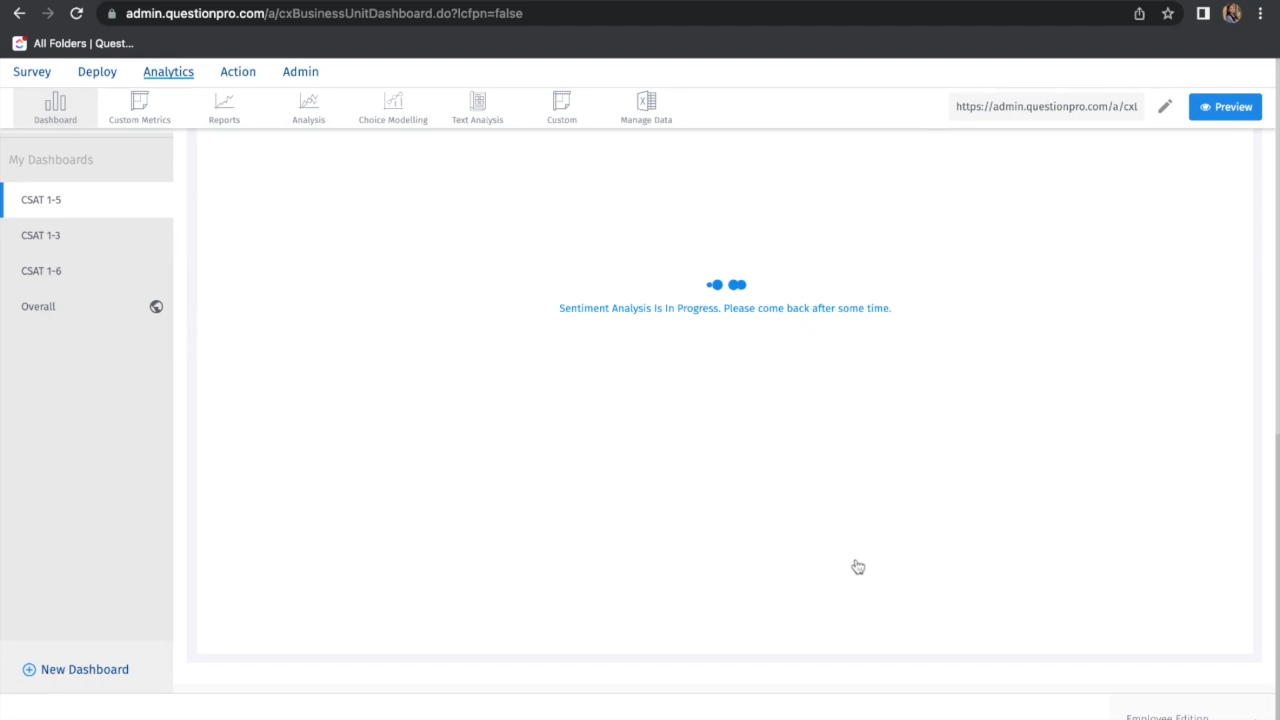 admin.questionpro.com/a/cxBusinessUnitDashboard.do?lcfpn=false
All Folders | Quest...
Survey Deploy Analytics Action Admin
Dashboard Custom Metrics Reports Analysis Choice Modelling Text Analysis Custom Manage Data
https://admin.questionpro.com/a/cxl Preview
My Dashboards
CSAT 1-5
CSAT 1-3
CSAT 1-6
Overall
Sentiment Analysis Is In Progress. Please come back after some time.
New Dashboard
Employee Edition